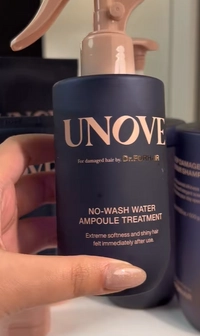 UNOVE
For damaged hair by. Dr.FORHAIR
NO-WASH WATER
AMPOULE TREATMENT
Extreme softness and shiny hair
felt immediately after use.